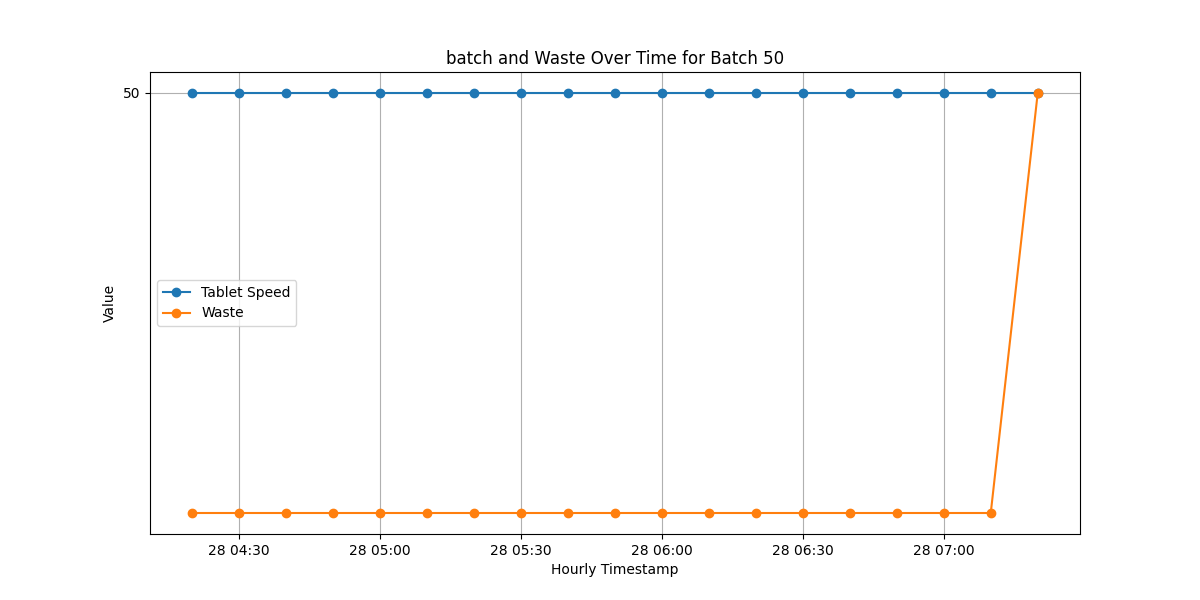 batch and Waste Over Time for Batch 50
50
Value
Tablet Speed
Waste
28 04:30 28 05:00 28 05:30 28 06:00 28 06:30 28 07:00
Hourly Timestamp